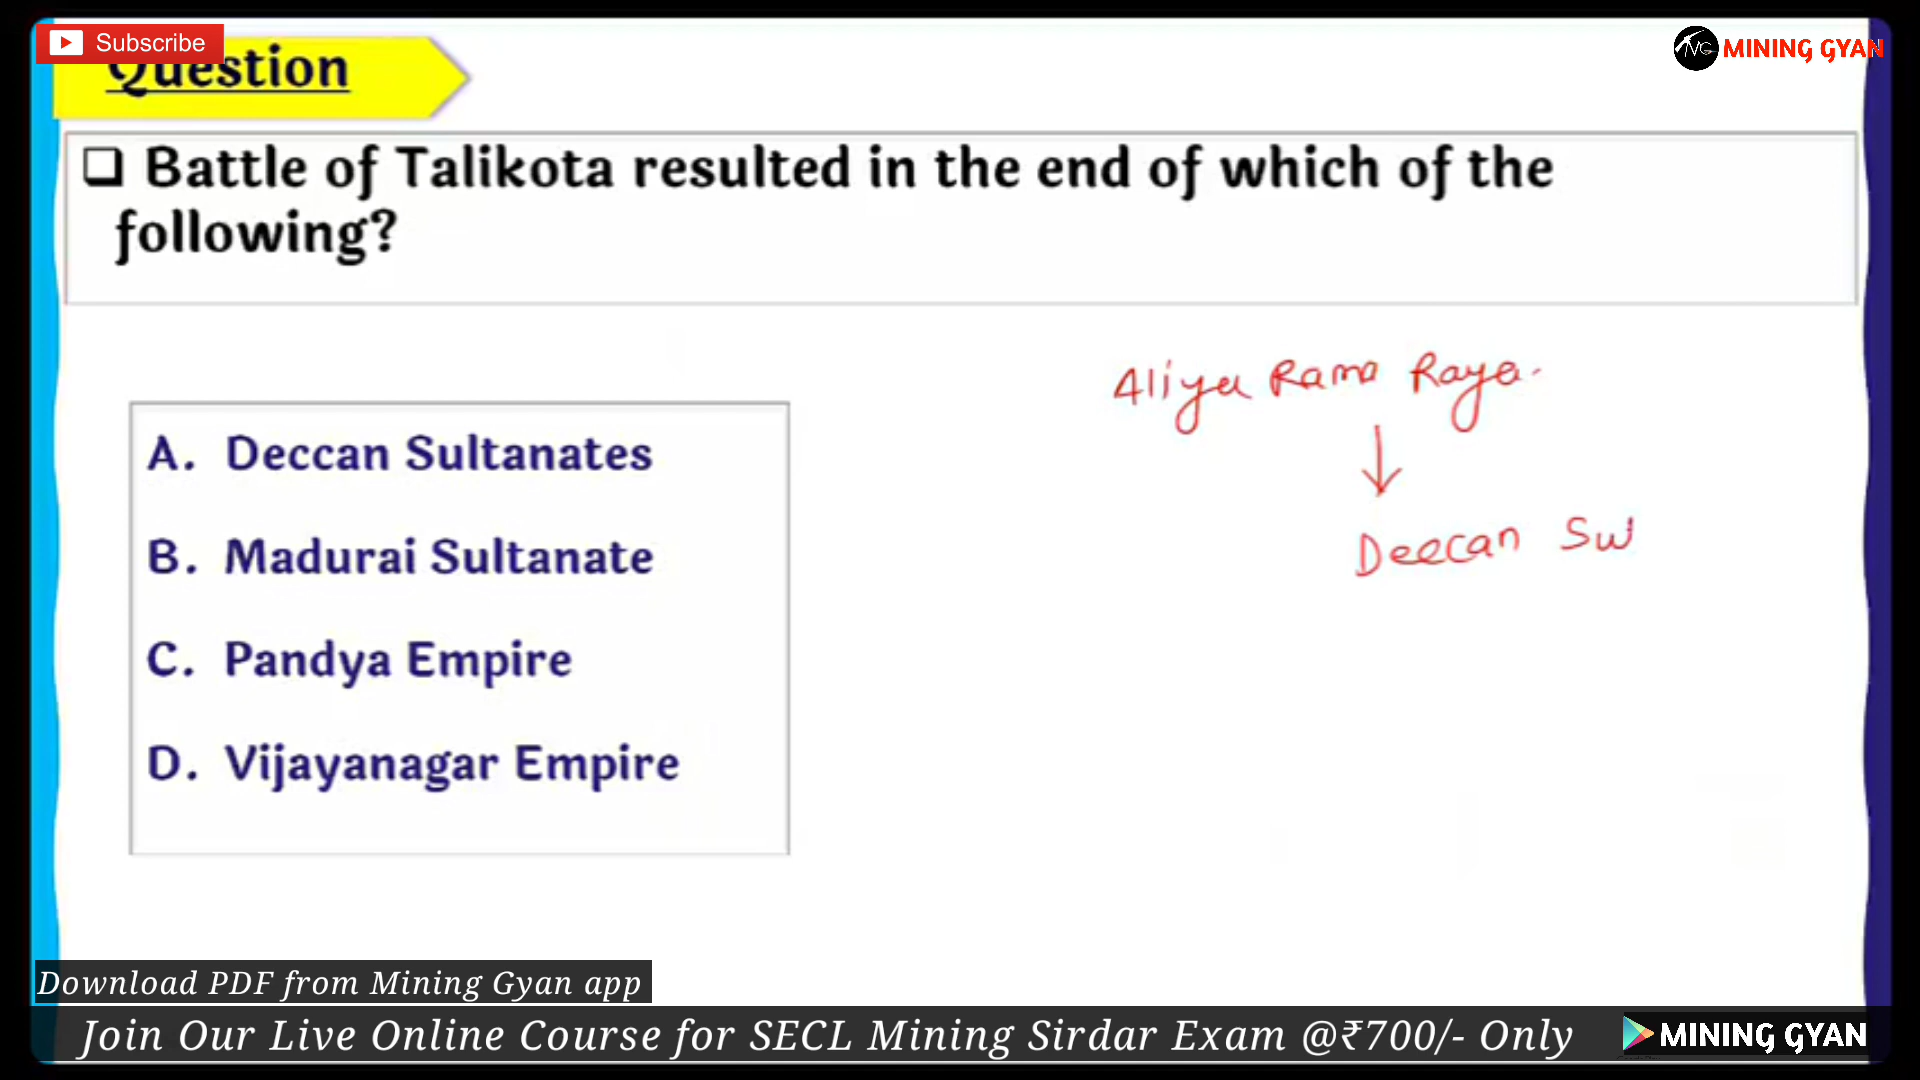 Subscribe
MINING GYAN
Question
Battle of Talikota resulted in the end of which of the
following?
Aliya Rama Raya.
A. Deccan Sultanates
Deecan Sul
B. Madurai Sultanate
C. Pandya Empire
D. Vijayanagar Empire
Download PDF from Mining Gyan app
Join Our Live Online Course for SECL Mining Sirdar Exam @₹700/- Only
MINING GYAN